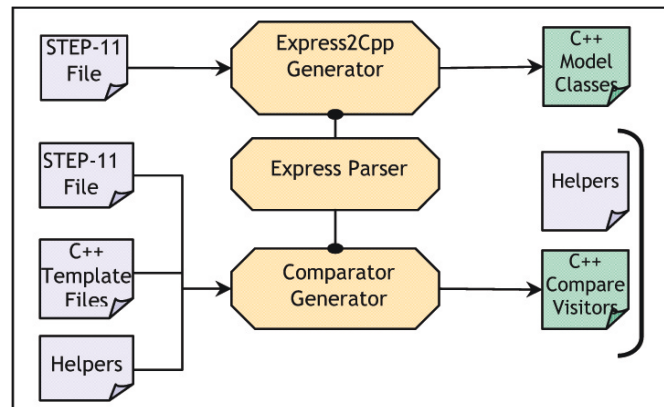 STEP-11
File
Express2Cpp
Generator
C++
Model
Classes
STEP-11
File
Express Parser
Helpers
C++
Template
Files
Comparator
Generator
C++
Compare
Visitors
Helpers